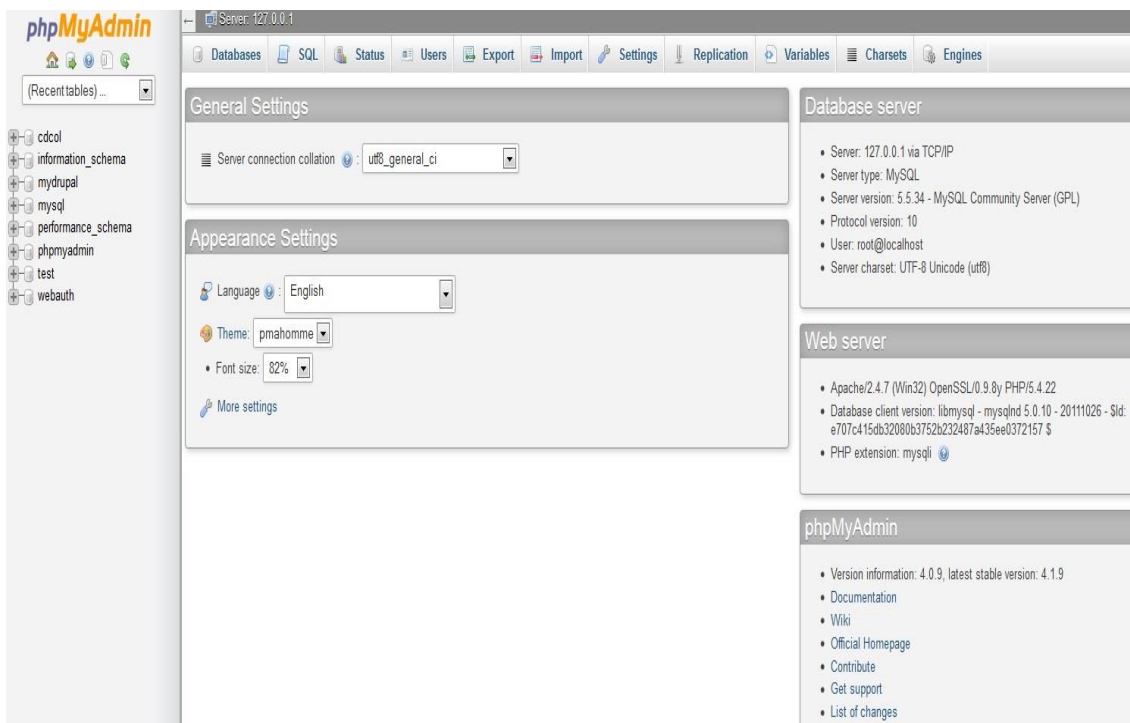 phpMyAdmin
(Recent tables) ...
cdcol
information_schema
mydrupal
mysql
performance_schema
phpmyadmin
test
webauth
Server: 127.0.0.1
Databases SQL Status Users Export Import Settings Replication Variables Charsets Engines
General Settings
Server connection collation : utf8_general_ci
Appearance Settings
Language : English
Theme: pmahomme
• Font size: 82%
More settings
Database server
• Server: 127.0.0.1 via TCP/IP
• Server type: MySQL
• Server version: 5.5.34 - MySQL Community Server (GPL)
• Protocol version: 10
• User: root@localhost
• Server charset: UTF-8 Unicode (utf8)
Web server
• Apache/2.4.7 (Win32) OpenSSL/0.9.8y PHP/5.4.22
• Database client version: libmysql - mysqlnd 5.0.10 - 20111026 - $Id:
e707c415db32080b3752b232487a435ee0372157 $
• PHP extension: mysqli
phpMyAdmin
• Version information: 4.0.9, latest stable version: 4.1.9
• Documentation
• Wiki
• Official Homepage
• Contribute
• Get support
• List of changes